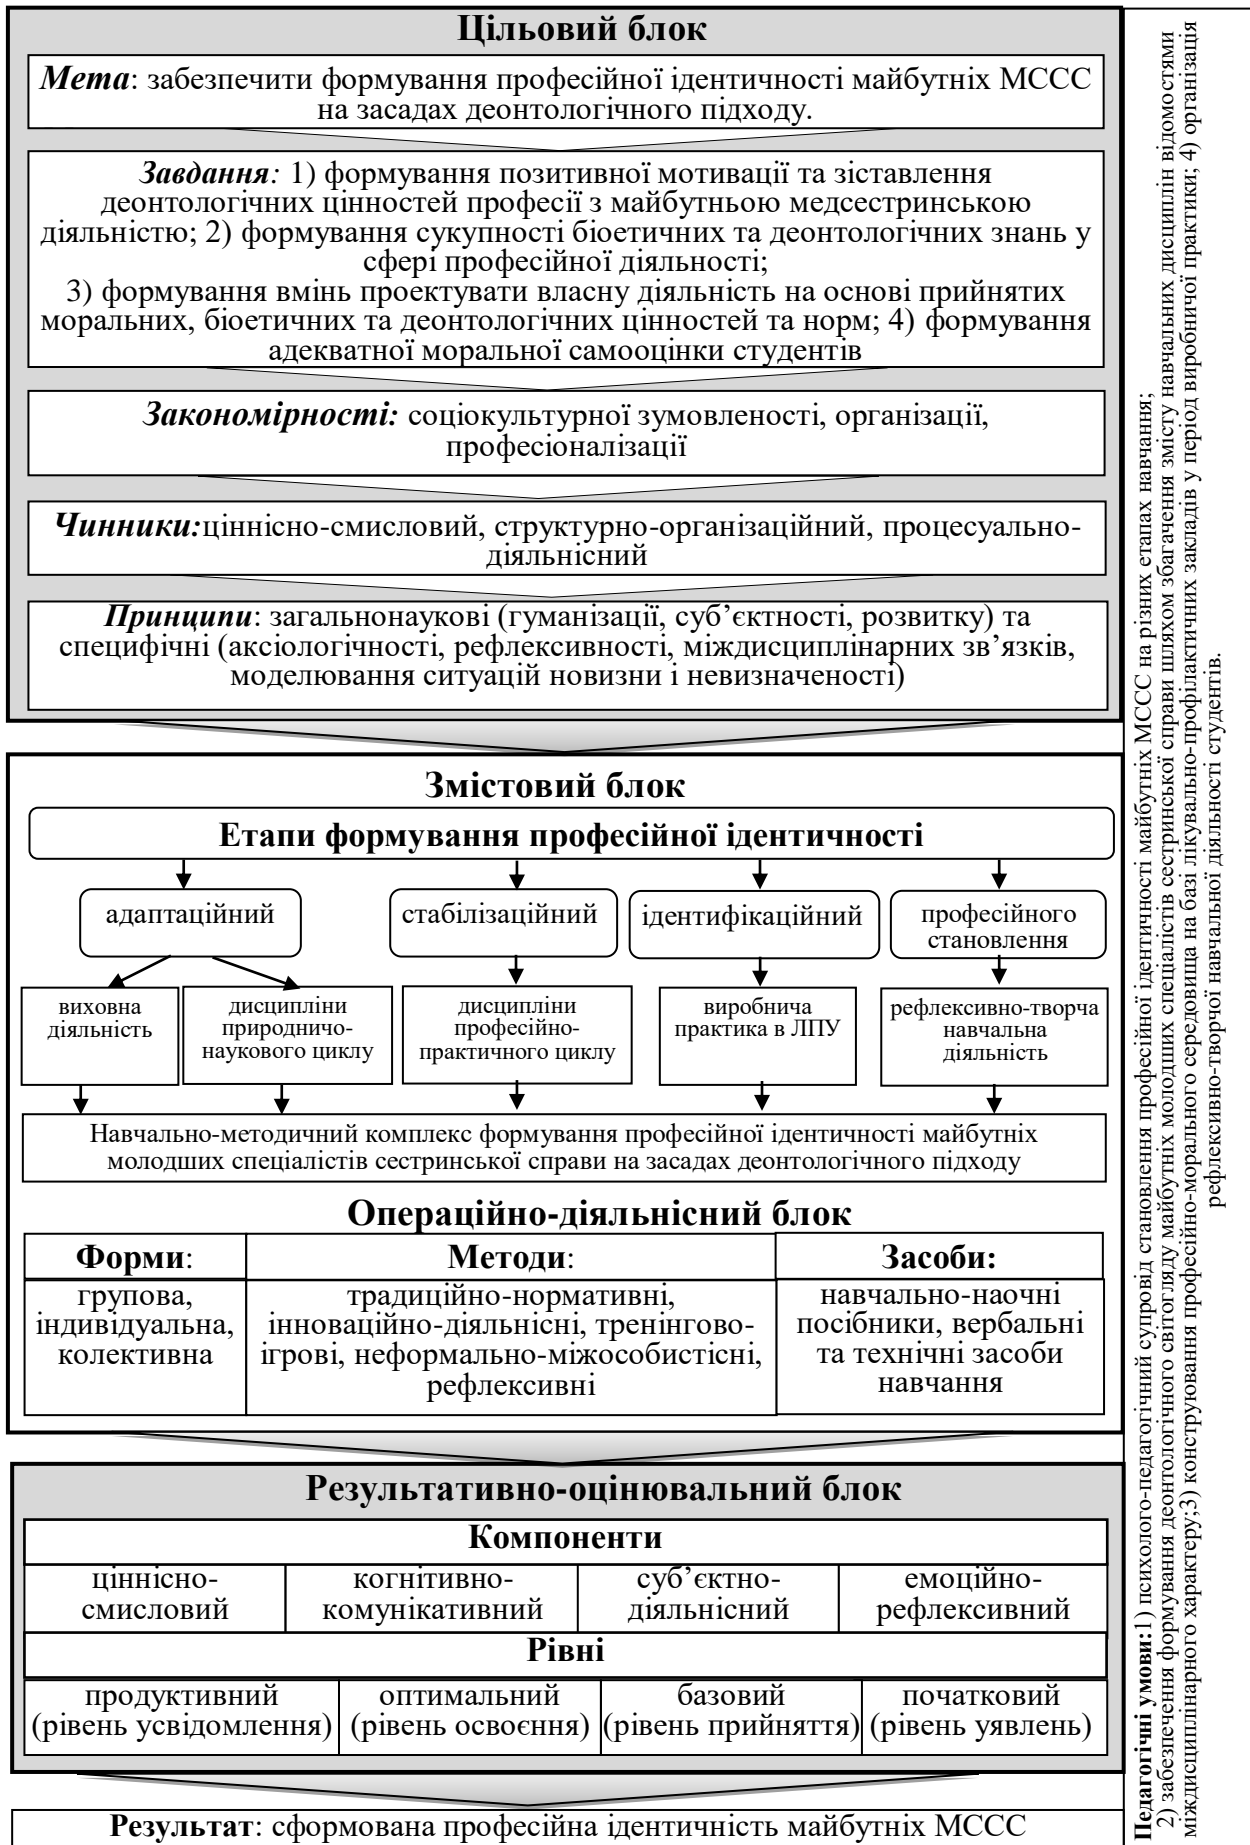 Цільовий блок
Мета: забезпечити формування професійної ідентичності майбутніх МССС
на засадах деонтологічного підходу.
Завдання: 1) формування позитивної мотивації та зіставлення
деонтологічних цінностей професії з майбутньою медсестринською
діяльністю; 2) формування сукупності біоетичних та деонтологічних знань у
сфері професійної діяльності;
3) формування вмінь проектувати власну діяльність на основі прийнятих
моральних, біоетичних та деонтологічних цінностей та норм; 4) формування
адекватної моральної самооцінки студентів
Закономірності: соціокультурної зумовленості, організації,
професіоналізації
Чинники:ціннісно-смисловий, структурно-організаційний, процесуально-
діяльнісний
Принципи: загальнонаукові (гуманізації, суб’єктності, розвитку) та
специфічні (аксіологічності, рефлексивності, міждисциплінарних зв’язків,
моделювання ситуацій новизни і невизначеності)
Змістовий блок
Етапи формування професійної ідентичності
адаптаційний
стабілізаційний
ідентифікаційний
професійного
становлення
виховна
діяльність
дисципліни
природничо-
наукового циклу
дисципліни
професійно-
практичного циклу
виробнича
практика в ЛПУ
рефлексивно-творча
навчальна
діяльність
Навчально-методичний комплекс формування професійної ідентичності майбутніх
молодших спеціалістів сестринської справи на засадах деонтологічного підходу
Операційно-діяльнісний блок
Форми:
групова,
індивідуальна,
колективна
Методи:
традиційно-нормативні,
інноваційно-діяльнісні, тренінгово-
ігрові, неформально-міжособистісні,
рефлексивні
Засоби:
навчально-наочні
посібники, вербальні
та технічні засоби
навчання
Результативно-оцінювальний блок
Компоненти
ціннісно-
смисловий
когнітивно-
комунікативний
суб’єктно-
діяльнісний
емоційно-
рефлексивний
Рівні
продуктивний
(рівень усвідомлення)
оптимальний
(рівень освоєння)
базовий
(рівень прийняття)
початковий
(рівень уявлень)
Результат: сформована професійна ідентичність майбутніх МССС
Педагогічні умови:1) психолого-педагогічний супровід становлення професійної ідентичності майбутніх МССС на різних етапах навчання;
2) забезпечення формування деонтологічного світогляду майбутніх молодших спеціалістів сестринської справи шляхом збагачення змісту навчальних дисциплін відомостями
міждисциплінарного характеру;3) конструювання професійно-морального середовища на базі лікувально-профілактичних закладів у період виробничої практики; 4) організація
рефлексивно-творчої навчальної діяльності студентів.